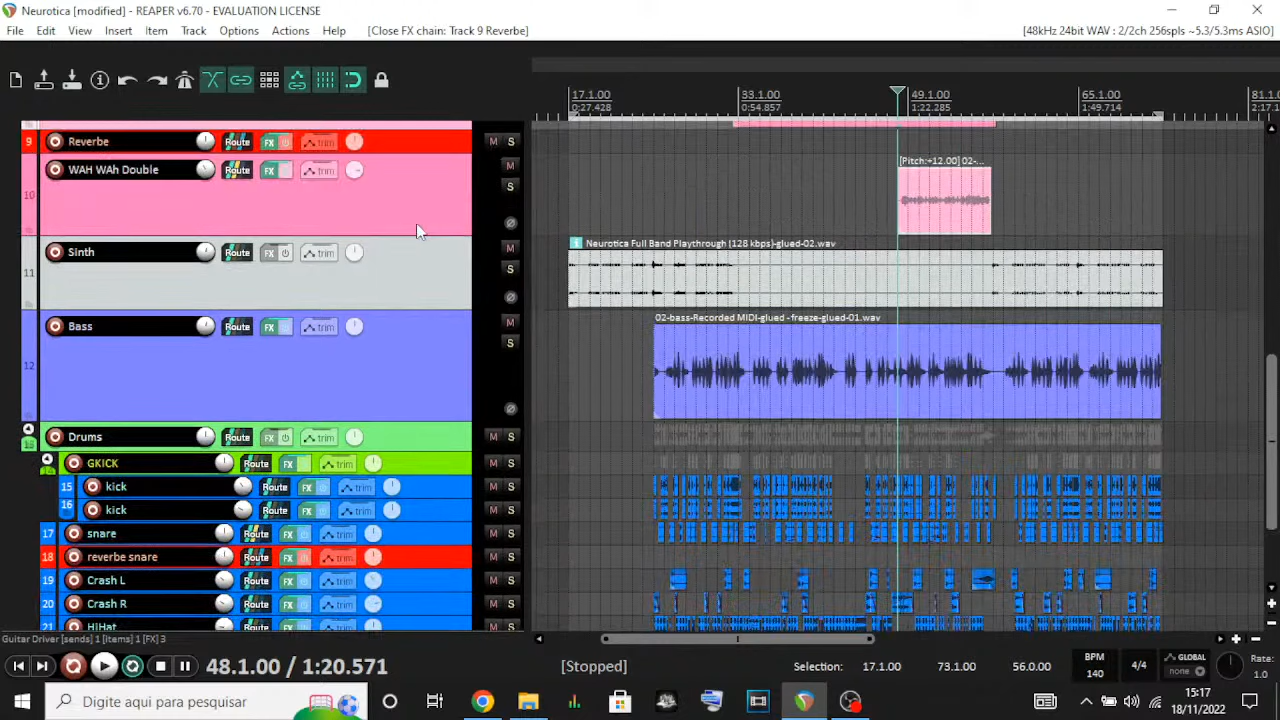 Neurotica [modified] - REAPER v6.70 - EVALUATION LICENSE
File Edit View Insert Item Track Options Actions Help [Close FX chain: Track 9 Reverbe] [48kHz 24bit WAV : 2/2ch 256spls ~5.3/5.3ms ASIO]
17.1.00 33.1.00 49.1.00 65.1.00 81.1
0:27.428 0:54.857 1:22.285 1:49.714
9 Reverbe Route FX trim M S
10 WAH WAh Double Route FX trim M S
[Pitch:+12.00] 02-...
11 Sinth Route FX trim M S
Neurotica Full Band Playthrough (128 kbps)-glued-02.wav
12 Bass Route FX trim M S
02-bass-Recorded MIDI-glued -freeze-glued-01.wav
Drums Route FX trim M S
GKICK Route FX trim M S
15 kick Route FX trim M S
16 kick Route FX trim M S
17 snare Route FX trim M S
18 reverbe snare Route FX trim M S
19 Crash L Route FX trim M S
20 Crash R Route FX trim M S
21 HIHat Route FX trim M S
Guitar Driver [sends] 1 [items] 1 [FX] 3
48.1.00 / 1:20.571 [Stopped] Selection: 17.1.00 73.1.00 56.0.00 BPM 140 4/4 GLOBAL none Rate: 1.0
Digite aqui para pesquisar
15:17
18/11/2022